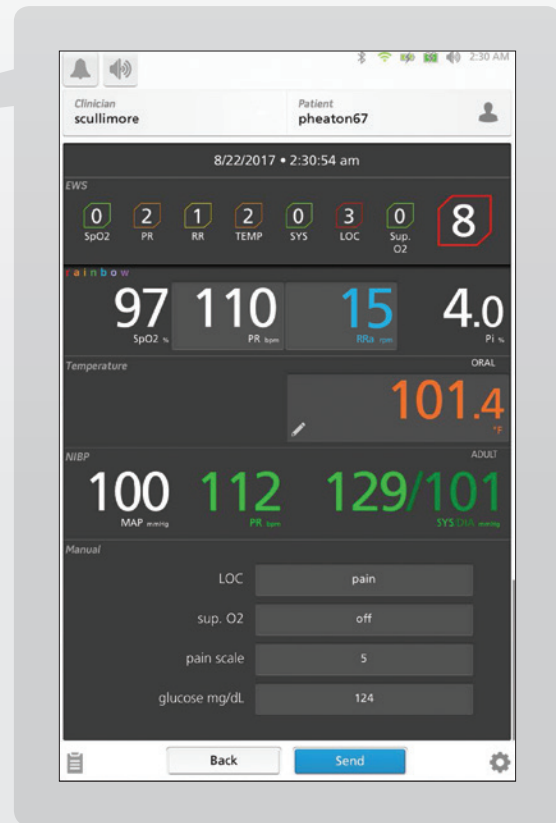 2:30 AM
Clinician
scullimore
Patient
pheaton67
8/22/2017 • 2:30:54 am
EWS
0 2 1 2 0 3 0 8
SpO2 PR RR TEMP SYS LOC Sup. O2
rainbow
97 110 15 4.0
SpO2 % PR bpm RRa rpm Pi %
Temperature ORAL
101.4
°F
NIBP ADULT
100 112 129/101
MAP mmHg PR bpm SYS/DIA mmHg
Manual
LOC pain
sup. O2 off
pain scale 5
glucose mg/dL 124
Back Send